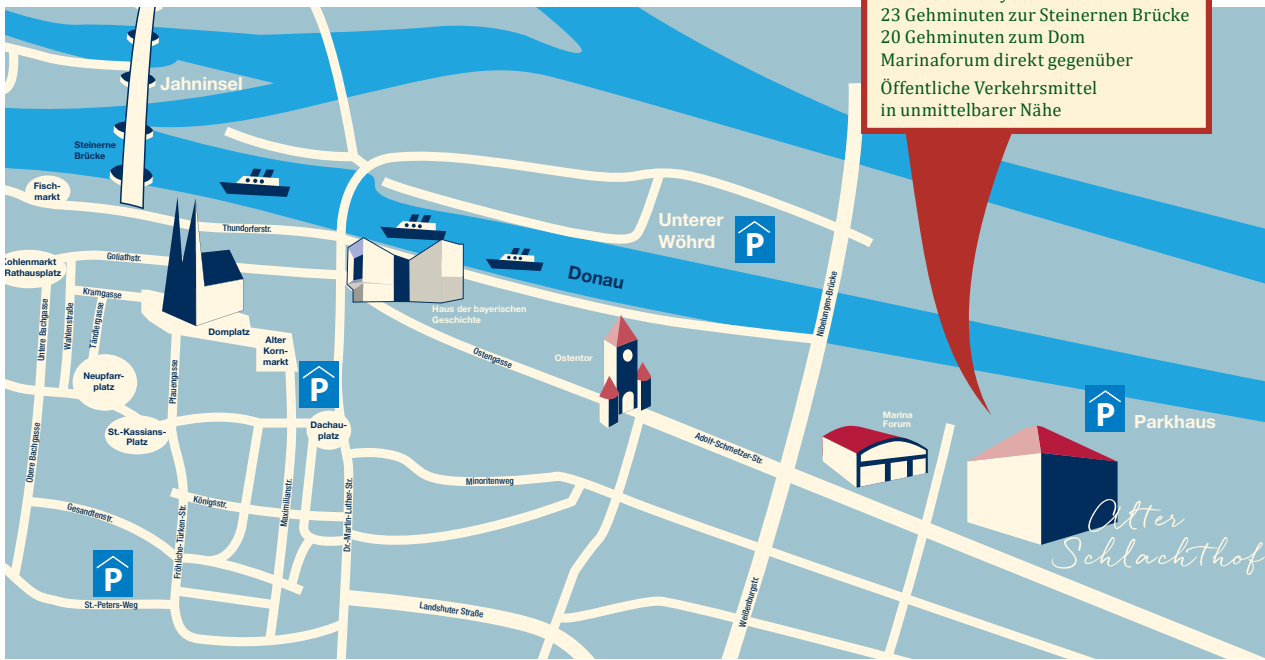 23 Gehminuten zur Steinernen Brücke
20 Gehminuten zum Dom
Marinaforum direkt gegenüber
Öffentliche Verkehrsmittel
in unmittelbarer Nähe
Jahninsel
Steinerne
Brücke
Fisch-
markt
Thundorferstr.
Unterer
Wöhrd
P
Kohlenmarkt
Rathausplatz
Goliathstr.
Donau
Nibelungen-Brücke
Kramgasse
Haus der bayerischen
Geschichte
Untere Bachgasse
Wahlenstraße
Tändlergasse
Domplatz
Alter
Korn-
markt
Ostengasse
Ostentor
Neupfarr-
platz
Pfauengasse
P
P
Parkhaus
St.-Kassians-
Platz
Dachau-
platz
Marina
Forum
Adolf-Schmetzer-Str.
Obere Bachgasse
Minoritenweg
Königsstr.
Maximilianstr.
Gesandtenstr.
Fröhliche-Türken-Str.
Dr.-Martin-Luther-Str.
Alter
Schlachthof
P
St.-Peters-Weg
Landshuter Straße
Weißenburgstr.